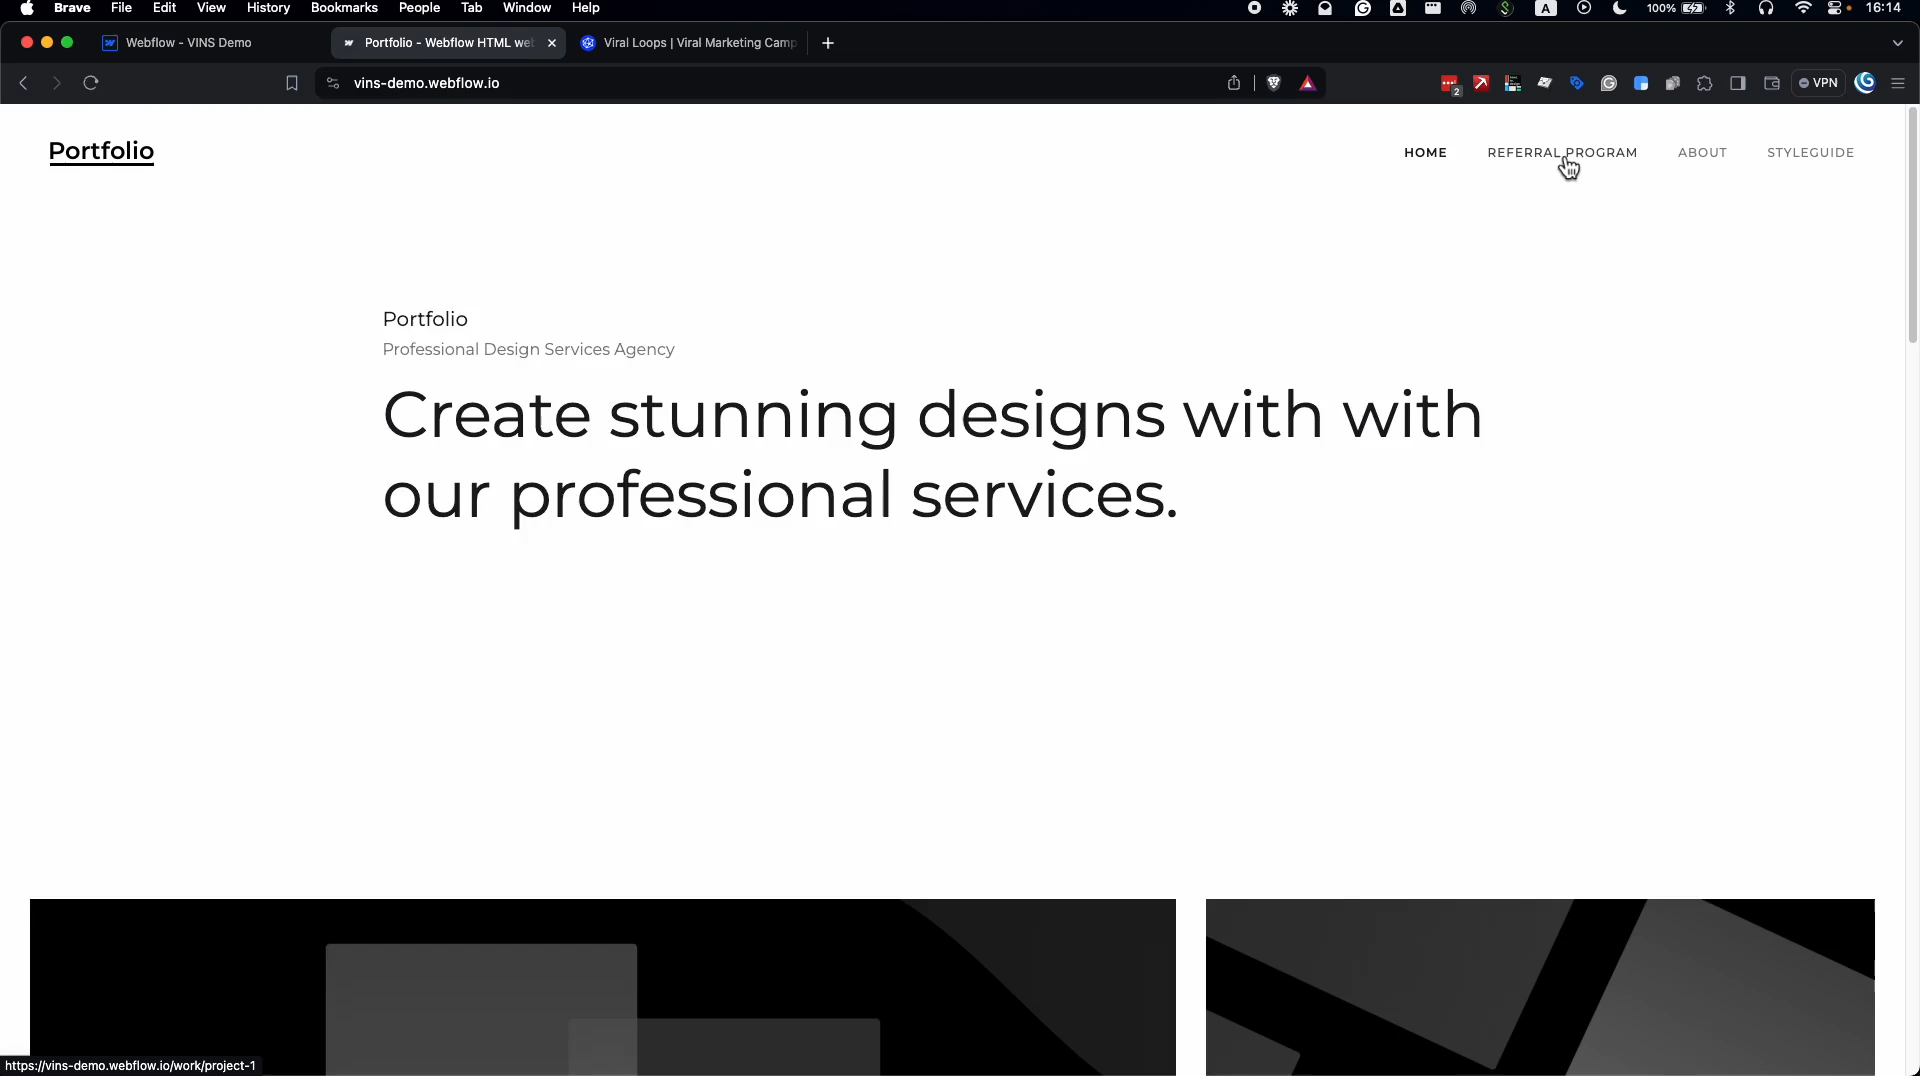 Brave File Edit View History Bookmarks People Tab Window Help
A 100% 16:14
Webflow - VINS Demo
Portfolio - Webflow HTML we
Viral Loops | Viral Marketing Camp
vins-demo.webflow.io
2
VPN
Portfolio
HOME REFERRAL PROGRAM ABOUT STYLEGUIDE
Portfolio
Professional Design Services Agency
Create stunning designs with with
our professional services.
https://vins-demo.webflow.io/work/project-1